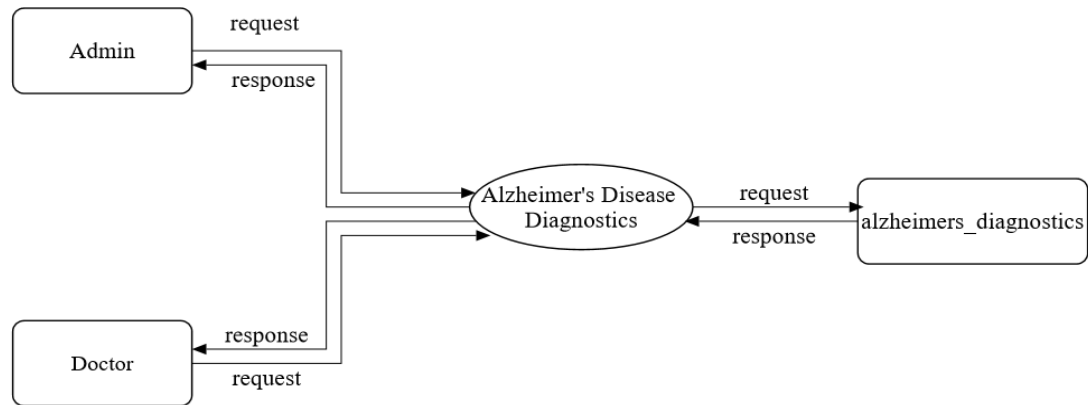 request
Admin
response
Alzheimer's Disease
Diagnostics
request
alzheimers_diagnostics
response
response
Doctor
request